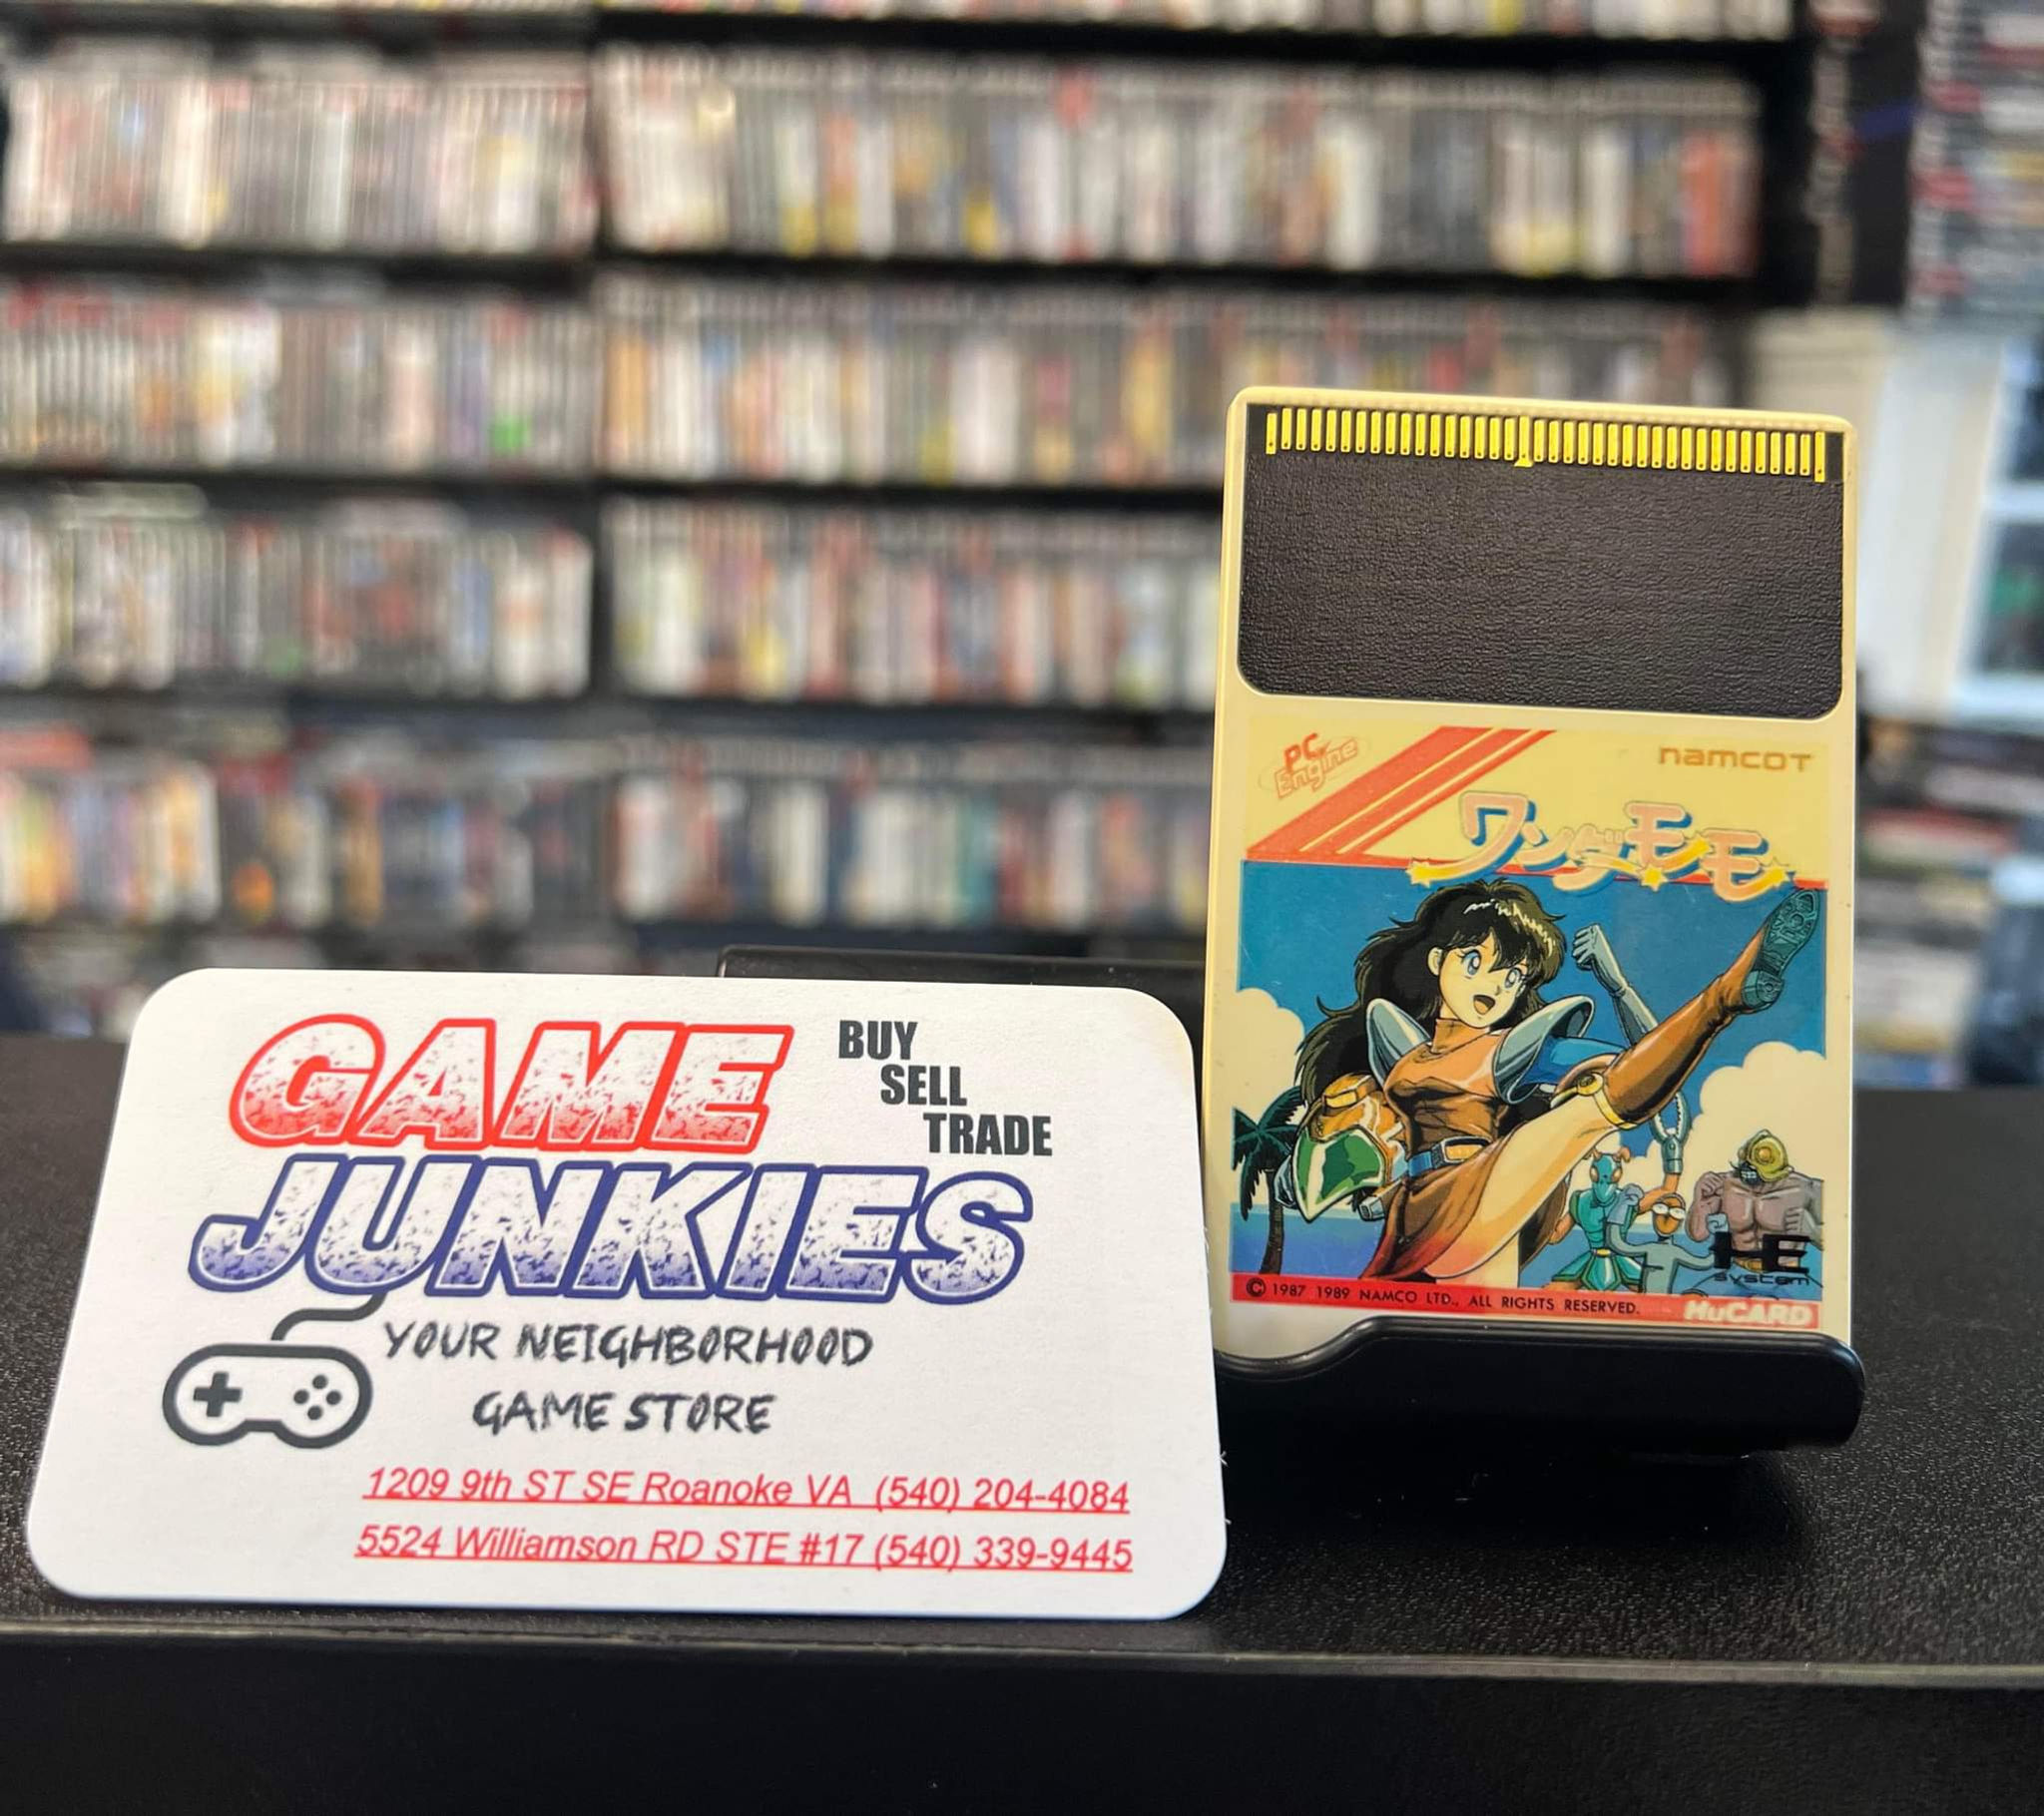 GAME
JUNKIES
BUY
SELL
TRADE
YOUR NEIGHBORHOOD
GAME STORE
1209 9th ST SE Roanoke VA (540) 204-4084
5524 Williamson RD STE #17 (540) 339-9445
PC
Engine
namcoT
ワンダーモモ
HE
system
© 1987 1989 NAMCO LTD., ALL RIGHTS RESERVED.
HuCARD